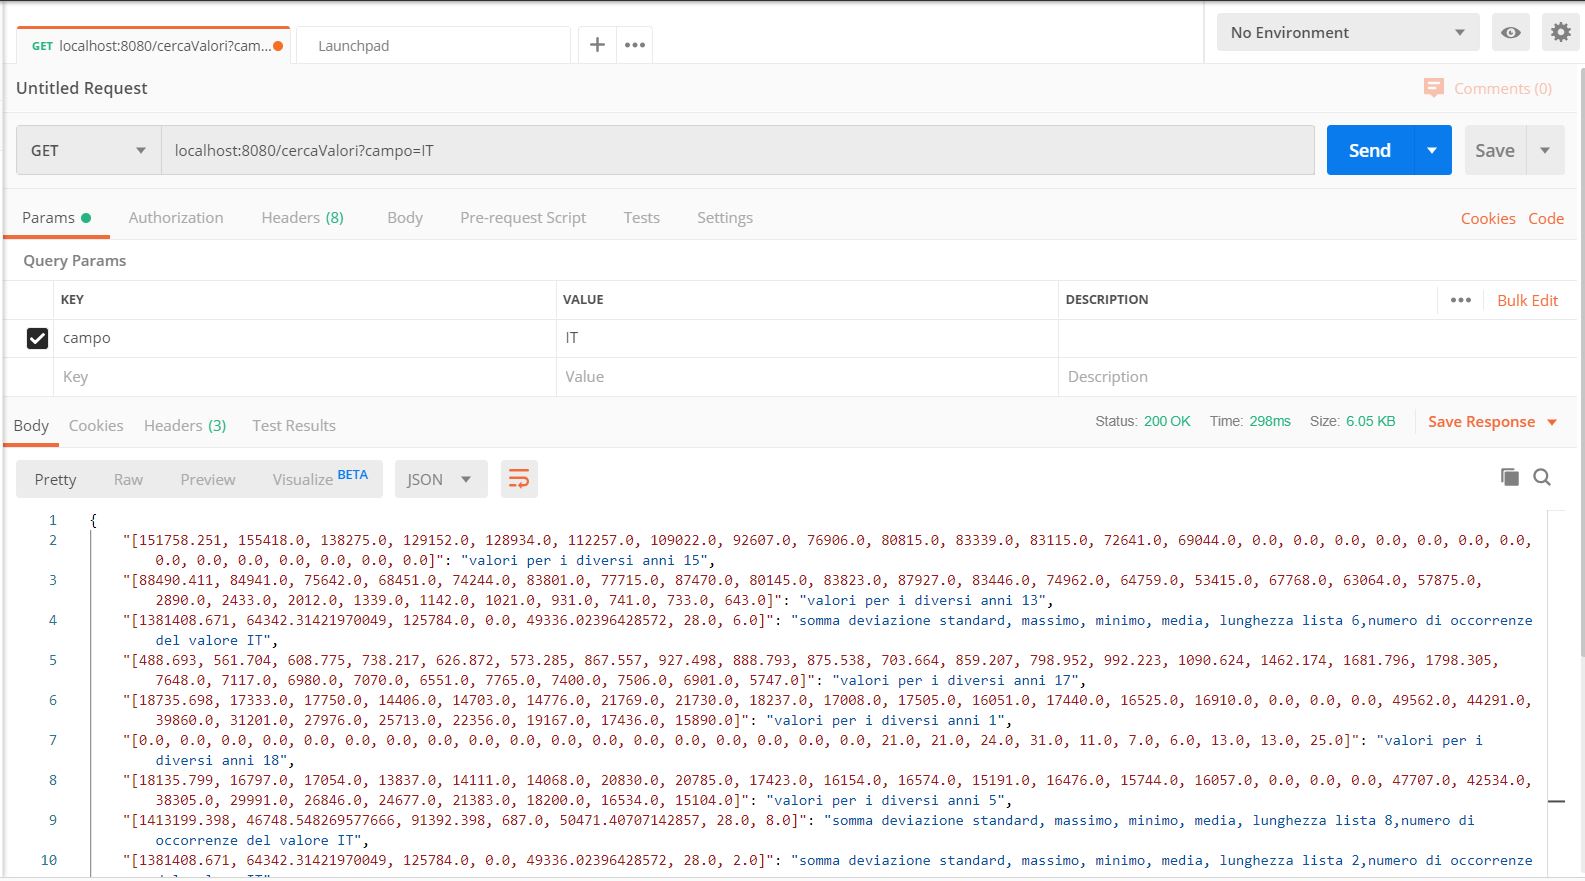 GET localhost:8080/cercaValori?cam...
Launchpad
No Environment
Untitled Request
Comments (0)
GET
localhost:8080/cercaValori?campo=IT
Send
Save
Params
Authorization
Headers (8)
Body
Pre-request Script
Tests
Settings
Cookies
Code
Query Params
KEY
VALUE
DESCRIPTION
Bulk Edit
campo
IT
Key
Value
Description
Body
Cookies
Headers (3)
Test Results
Status: 200 OK
Time: 298ms
Size: 6.05 KB
Save Response
Pretty
Raw
Preview
Visualize BETA
JSON
1 {
2 "[151758.251, 155418.0, 138275.0, 129152.0, 128934.0, 112257.0, 109022.0, 92607.0, 76906.0, 80815.0, 83339.0, 83115.0, 72641.0, 69044.0, 0.0, 0.0, 0.0, 0.0, 0.0, 0.0, 0.0,
0.0, 0.0, 0.0, 0.0, 0.0, 0.0, 0.0]": "valori per i diversi anni 15",
3 "[88490.411, 84941.0, 75642.0, 68451.0, 74244.0, 83801.0, 77715.0, 87470.0, 80145.0, 83823.0, 87927.0, 83446.0, 74962.0, 64759.0, 53415.0, 67768.0, 63064.0, 57875.0,
2890.0, 2433.0, 2012.0, 1339.0, 1142.0, 1021.0, 931.0, 741.0, 733.0, 643.0]": "valori per i diversi anni 13",
4 "[1381408.671, 64342.31421970049, 125784.0, 0.0, 49336.02396428572, 28.0, 6.0]": "somma deviazione standard, massimo, minimo, media, lunghezza lista 6,numero di occorrenze
del valore IT",
5 "[488.693, 561.704, 608.775, 738.217, 626.872, 573.285, 867.557, 927.498, 888.793, 875.538, 703.664, 859.207, 798.952, 992.223, 1090.624, 1462.174, 1681.796, 1798.305,
7648.0, 7117.0, 6980.0, 7070.0, 6551.0, 7765.0, 7400.0, 7506.0, 6901.0, 5747.0]": "valori per i diversi anni 17",
6 "[18735.698, 17333.0, 17750.0, 14406.0, 14703.0, 14776.0, 21769.0, 21730.0, 18237.0, 17008.0, 17505.0, 16051.0, 17440.0, 16525.0, 16910.0, 0.0, 0.0, 0.0, 49562.0, 44291.0,
39860.0, 31201.0, 27976.0, 25713.0, 22356.0, 19167.0, 17436.0, 15890.0]": "valori per i diversi anni 1",
7 "[0.0, 0.0, 0.0, 0.0, 0.0, 0.0, 0.0, 0.0, 0.0, 0.0, 0.0, 0.0, 0.0, 0.0, 0.0, 0.0, 0.0, 0.0, 21.0, 21.0, 24.0, 31.0, 11.0, 7.0, 6.0, 13.0, 13.0, 25.0]": "valori per i
diversi anni 18",
8 "[18135.799, 16797.0, 17054.0, 13837.0, 14111.0, 14068.0, 20830.0, 20785.0, 17423.0, 16154.0, 16574.0, 15191.0, 16476.0, 15744.0, 16057.0, 0.0, 0.0, 0.0, 47707.0, 42534.0,
38305.0, 29991.0, 26846.0, 24677.0, 21383.0, 18200.0, 16534.0, 15104.0]": "valori per i diversi anni 5",
9 "[1413199.398, 46748.548269577666, 91392.398, 687.0, 50471.40707142857, 28.0, 8.0]": "somma deviazione standard, massimo, minimo, media, lunghezza lista 8,numero di
occorrenze del valore IT",
10 "[1381408.671, 64342.31421970049, 125784.0, 0.0, 49336.02396428572, 28.0, 2.0]": "somma deviazione standard, massimo, minimo, media, lunghezza lista 2,numero di occorrenze